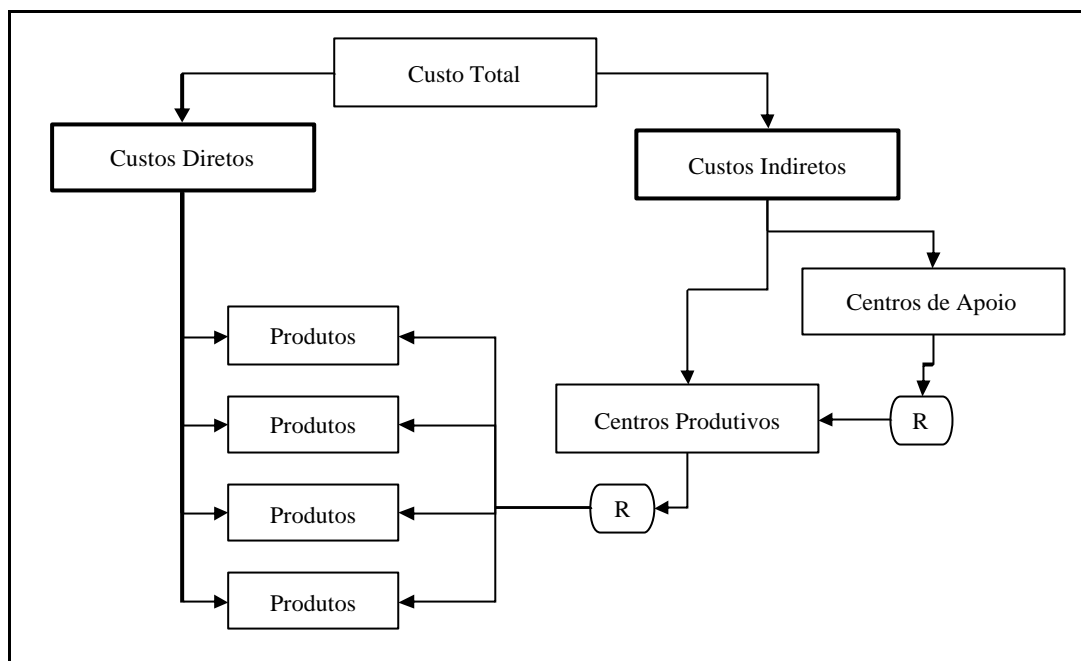 Custo Total
Custos Diretos
Custos Indiretos
Centros de Apoio
Produtos
Centros Produtivos
R
Produtos
Produtos
R
Produtos